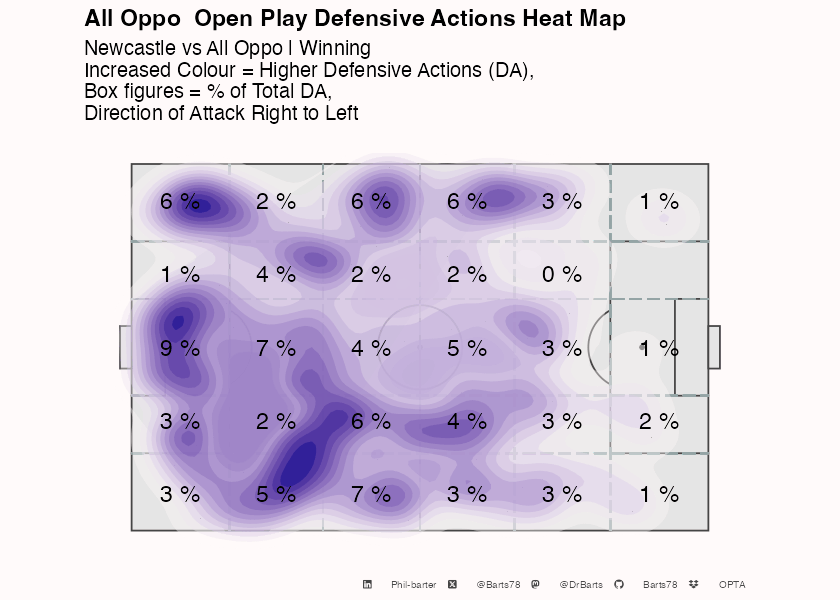 All Oppo  Open Play Defensive Actions Heat Map
Newcastle vs All Oppo | Winning
Increased Colour = Higher Defensive Actions (DA),
Box figures = % of Total DA,
Direction of Attack Right to Left
6 % 2 % 6 % 6 % 3 % 1 %
1 % 4 % 2 % 2 % 0 %
9 % 7 % 4 % 5 % 3 % 1 %
3 % 2 % 6 % 4 % 3 % 2 %
3 % 5 % 7 % 3 % 3 % 1 %
Phil-barter @Barts78 @DrBarts Barts78 OPTA